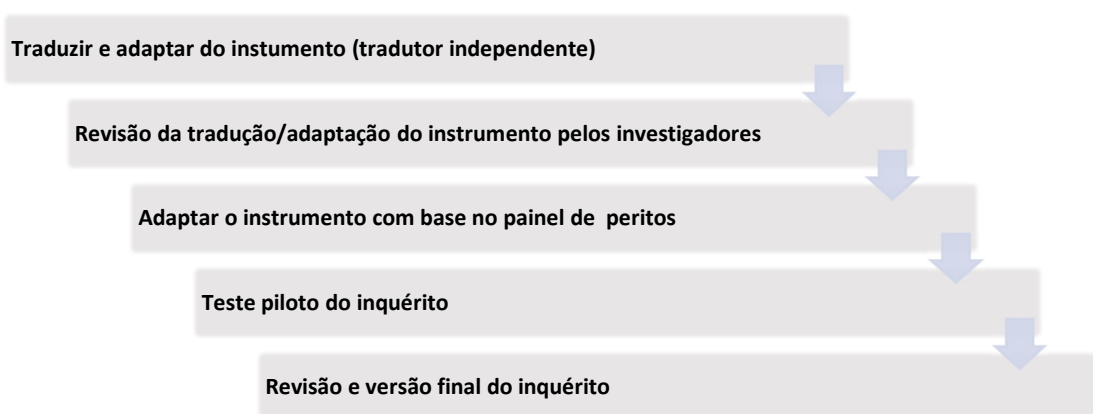 Traduzir e adaptar do instumento (tradutor independente)
Revisão da tradução/adaptação do instrumento pelos investigadores
Adaptar o instrumento com base no painel de peritos
Teste piloto do inquérito
Revisão e versão final do inquérito